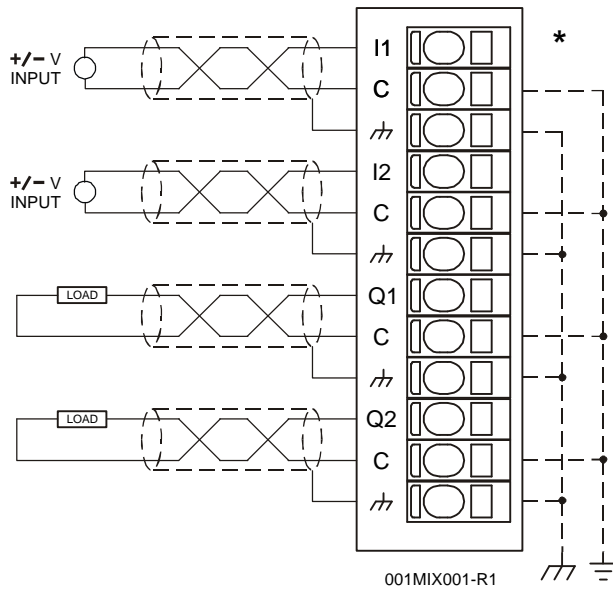 +/− V
INPUT
I1
*
C
+/− V
INPUT
I2
C
LOAD
Q1
C
LOAD
Q2
C
001MIX001-R1